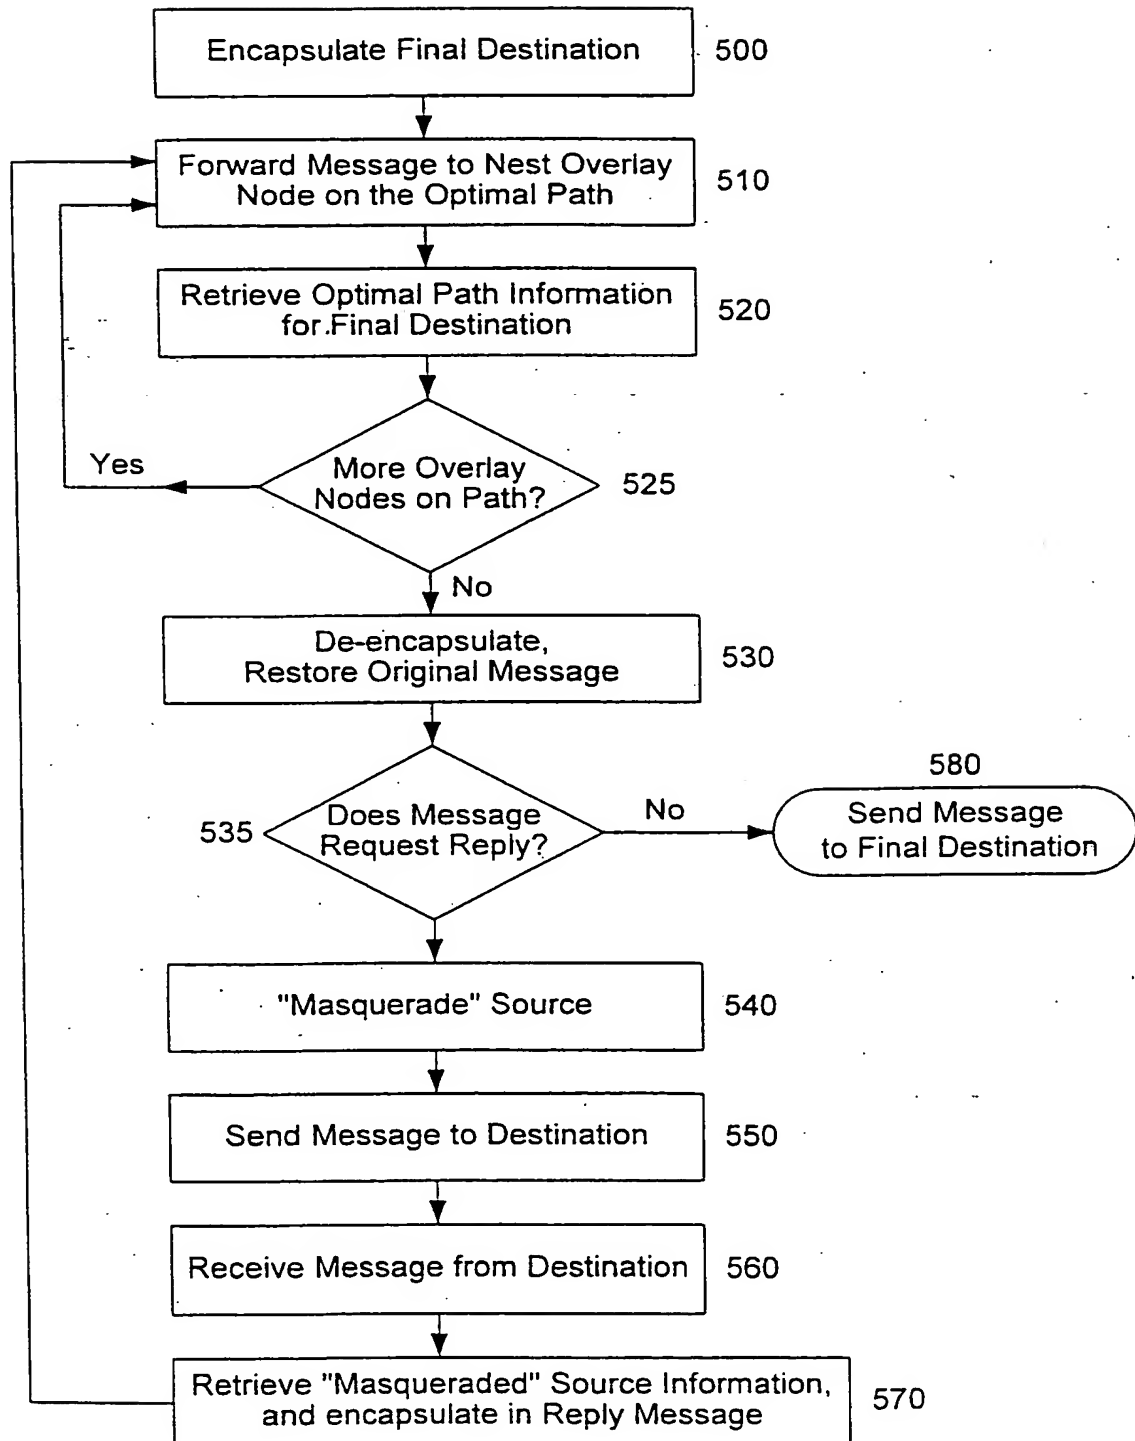 Encapsulate Final Destination
500
Forward Message to Nest Overlay
Node on the Optimal Path
510
Retrieve Optimal Path Information
for Final Destination
520
More Overlay
Nodes on Path?
525
Yes
No
De-encapsulate,
Restore Original Message
530
Does Message
Request Reply?
535
No
580
Send Message
to Final Destination
"Masquerade" Source
540
Send Message to Destination
550
Receive Message from Destination
560
Retrieve "Masqueraded" Source Information,
and encapsulate in Reply Message
570